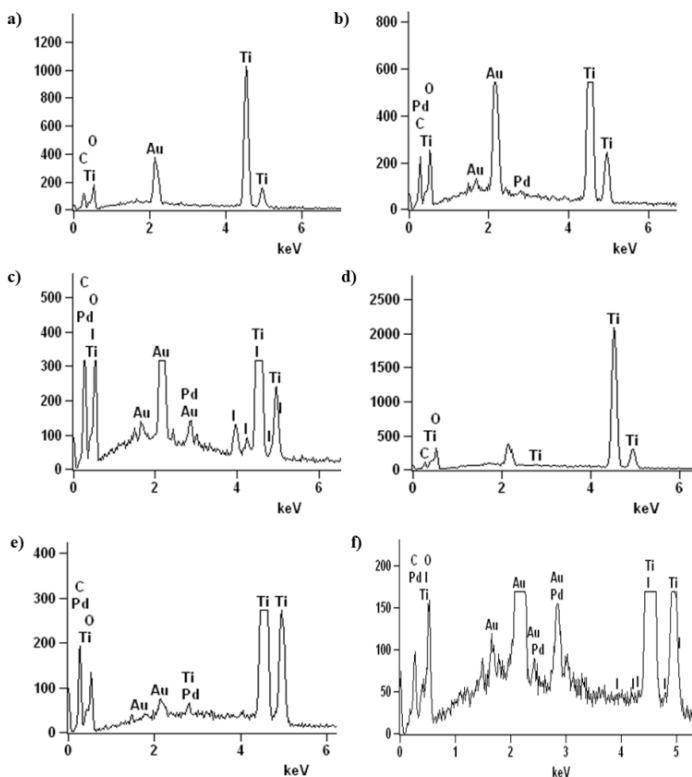 a)
1200
1000
800
600
400
200
0
C
O
Ti
Au
Ti
Ti
0
2
4
6
keV
b)
800
600
400
200
0
O
Pd
C
Ti
Au
Au
Pd
Ti
Ti
0
2
4
6
keV
c)
500
400
300
200
100
0
C
O
Pd
I
Ti
Au
Au
Pd
Au
I
I
Ti
I
I
Ti
I
0
2
4
6
keV
d)
2500
2000
1500
1000
500
0
O
Ti
C
Ti
Ti
Ti
0
2
4
6
keV
e)
400
300
200
100
0
C
Pd
O
Ti
Au
Au
Ti
Pd
Ti
Ti
0
2
4
6
keV
f)
200
150
100
50
0
C
O
Pd
I
Ti
Au
Au
Au
Pd
Au
Pd
I
I
I
Ti
I
I
Ti
0
1
2
3
4
5
keV